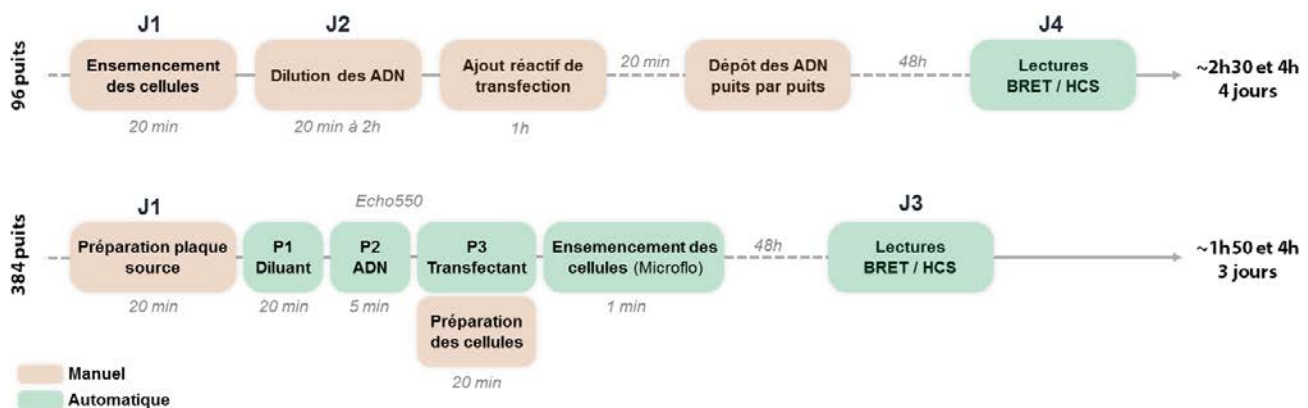 96 puits
J1
J2
J4
Ensemencement
des cellules
Dilution des ADN
Ajout réactif de
transfection
20 min
Dépôt des ADN
puits par puits
48h
Lectures
BRET / HCS
~2h30 et 4h
4 jours
20 min
20 min à 2h
1h
384 puits
J1
Echo550
J3
Préparation plaque
source
P1
Diluant
P2
ADN
P3
Transfectant
Ensemencement des
cellules (Microflo)
48h
Lectures
BRET / HCS
~1h50 et 4h
3 jours
20 min
20 min
5 min
1 min
Préparation
des cellules
20 min
Manuel
Automatique